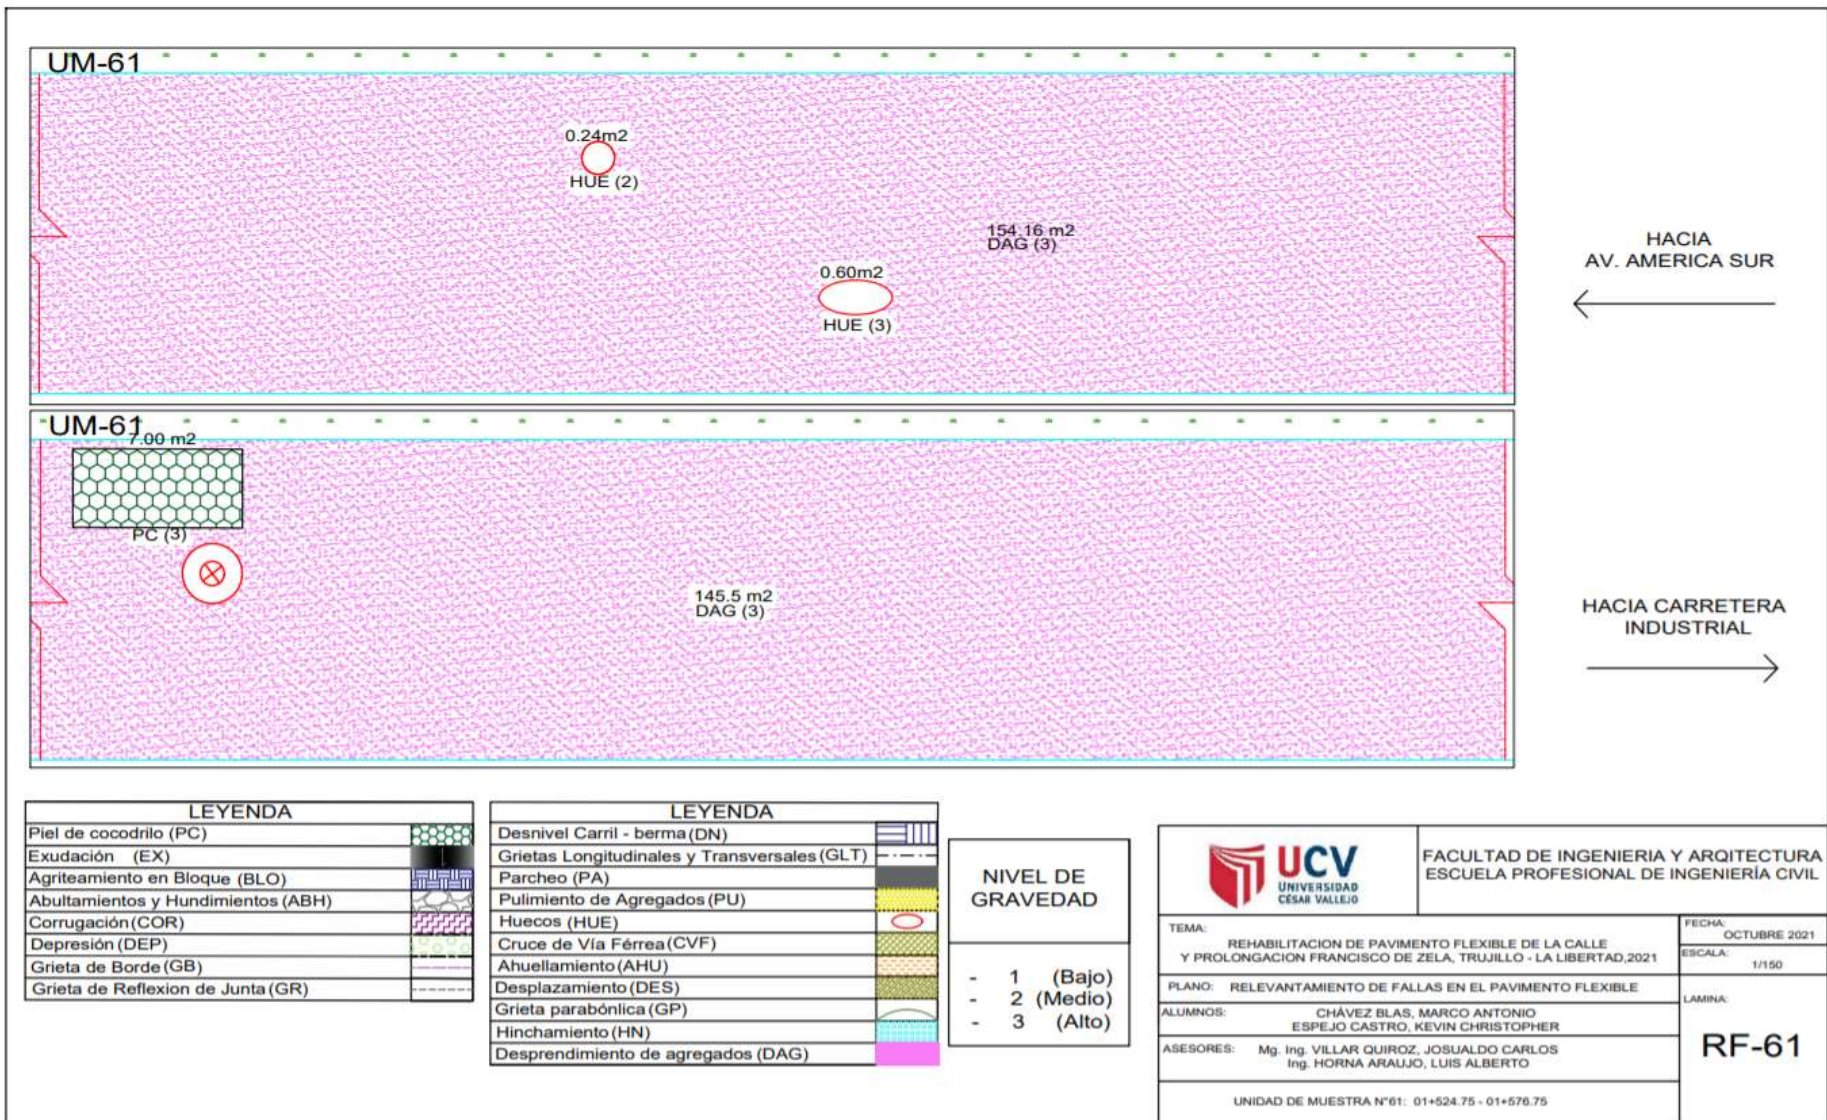 UM-61
0.24m2
HUE (2)
154.16 m2
DAG (3)
0.60m2
HUE (3)
HACIA
AV. AMERICA SUR
UM-61
7.00 m2
PC (3)
145.5 m2
DAG (3)
HACIA CARRETERA
INDUSTRIAL
LEYENDA
Piel de cocodrilo (PC)
Exudación (EX)
Agriteamiento en Bloque (BLO)
Abultamientos y Hundimientos (ABH)
Corrugación (COR)
Depresión (DEP)
Grieta de Borde (GB)
Grieta de Reflexion de Junta (GR)
LEYENDA
Desnivel Carril - berma (DN)
Grietas Longitudinales y Transversales (GLT)
Parcheo (PA)
Pulimiento de Agregados (PU)
Huecos (HUE)
Cruce de Vía Férrea (CVF)
Ahuellamiento (AHU)
Desplazamiento (DES)
Grieta parabónlica (GP)
Hinchamiento (HN)
Desprendimiento de agregados (DAG)
NIVEL DE
GRAVEDAD
- 1 (Bajo)
- 2 (Medio)
- 3 (Alto)
UCV
UNIVERSIDAD
CÉSAR VALLEJO
FACULTAD DE INGENIERIA Y ARQITECTURA
ESCUELA PROFESIONAL DE INGENIERÍA CIVIL
TEMA:
REHABILITACION DE PAVIMENTO FLEXIBLE DE LA CALLE
Y PROLONGACION FRANCISCO DE ZELA, TRUJILLO - LA LIBERTAD,2021
FECHA:
OCTUBRE 2021
ESCALA:
1/150
PLANO: RELEVANTAMIENTO DE FALLAS EN EL PAVIMENTO FLEXIBLE
ALUMNOS: CHÁVEZ BLAS, MARCO ANTONIO
ESPEJO CASTRO, KEVIN CHRISTOPHER
ASESORES: Mg. Ing. VILLAR QUIROZ, JOSUALDO CARLOS
Ing. HORNA ARAUJO, LUIS ALBERTO
LAMINA:
RF-61
UNIDAD DE MUESTRA N°61: 01+524.75 - 01+576.75